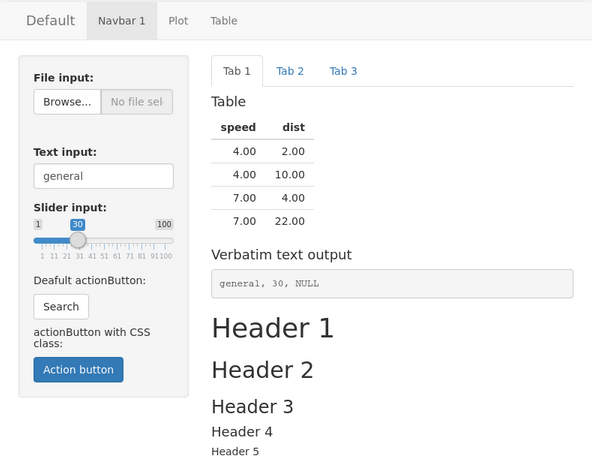 Default Navbar 1 Plot Table
File input:
Browse... No file sel
Text input:
general
Slider input:
1 30 100
1 11 21 31 41 51 61 71 81 91100
Deafult actionButton:
Search
actionButton with CSS
class:
Action button
Tab 1 Tab 2 Tab 3
Table
speed dist
4.00 2.00
4.00 10.00
7.00 4.00
7.00 22.00
Verbatim text output
general, 30, NULL
Header 1
Header 2
Header 3
Header 4
Header 5